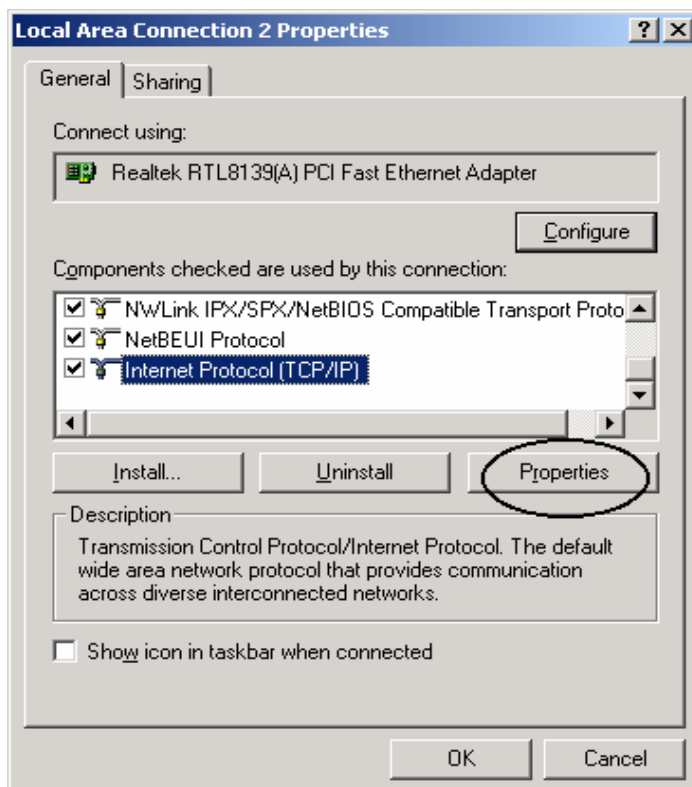 Local Area Connection 2 Properties
General
Sharing
Connect using:
Realtek RTL8139(A) PCI Fast Ethernet Adapter
Configure
Components checked are used by this connection:
NWLink IPX/SPX/NetBIOS Compatible Transport Proto
NetBEUI Protocol
Internet Protocol (TCP/IP)
Install...
Uninstall
Properties
Description
Transmission Control Protocol/Internet Protocol. The default
wide area network protocol that provides communication
across diverse interconnected networks.
Show icon in taskbar when connected
OK
Cancel